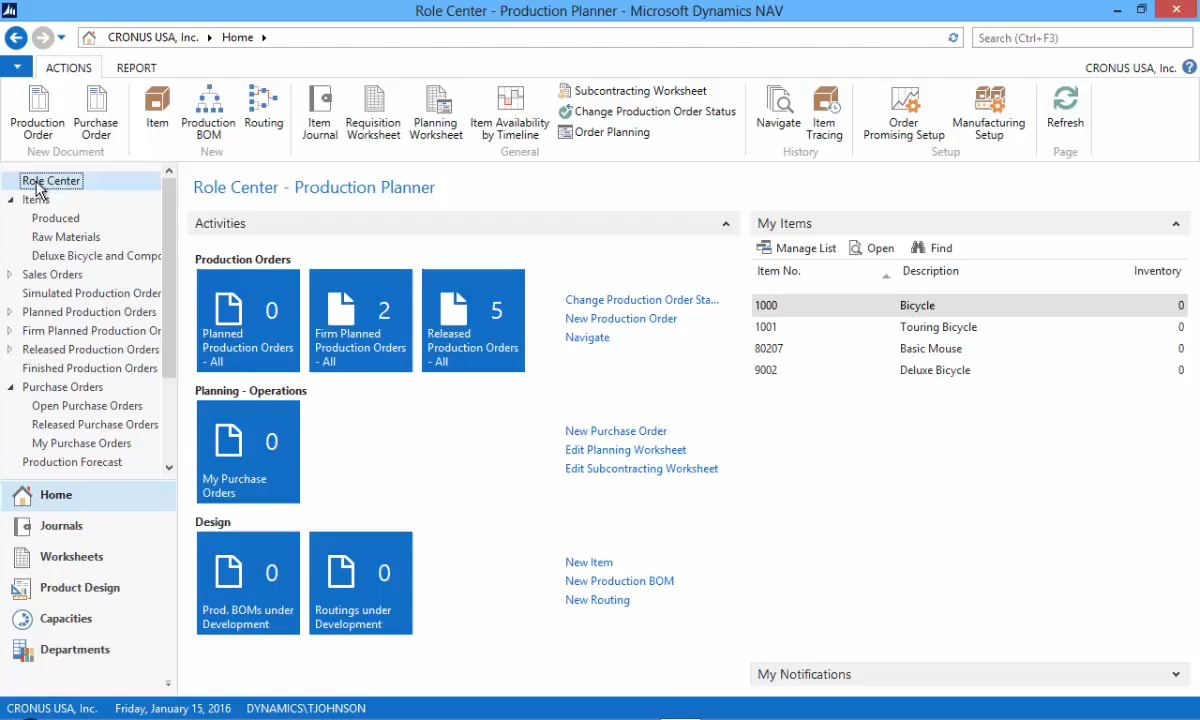 Role Center - Production Planner - Microsoft Dynamics NAV
CRONUS USA, Inc. Home
Search (Ctrl+F3)
ACTIONS REPORT
CRONUS USA, Inc.
Production Order
Purchase Order
New Document
Item
Production BOM
Routing
New
Item Journal
Requisition Worksheet
Planning Worksheet
Item Availability by Timeline
Subcontracting Worksheet
Change Production Order Status
Order Planning
General
Navigate
Item Tracing
History
Order Promising Setup
Manufacturing Setup
Setup
Refresh
Page
Role Center
Items
Produced
Raw Materials
Deluxe Bicycle and Compo
Sales Orders
Simulated Production Order
Planned Production Orders
Firm Planned Production Or
Released Production Orders
Finished Production Orders
Purchase Orders
Open Purchase Orders
Released Purchase Orders
My Purchase Orders
Production Forecast
Home
Journals
Worksheets
Product Design
Capacities
Departments
Role Center - Production Planner
Activities
Production Orders
0
Planned
Production Orders
- All
2
Firm Planned
Production Orders
- All
5
Released
Production Orders
- All
Change Production Order Sta...
New Production Order
Navigate
Planning - Operations
0
My Purchase
Orders
New Purchase Order
Edit Planning Worksheet
Edit Subcontracting Worksheet
Design
0
Prod. BOMs under
Development
0
Routings under
Development
New Item
New Production BOM
New Routing
My Items
Manage List Open Find
Item No. Description Inventory
1000 Bicycle 0
1001 Touring Bicycle 0
80207 Basic Mouse 0
9002 Deluxe Bicycle 0
My Notifications
CRONUS USA, Inc. Friday, January 15, 2016 DYNAMICS\TJOHNSON